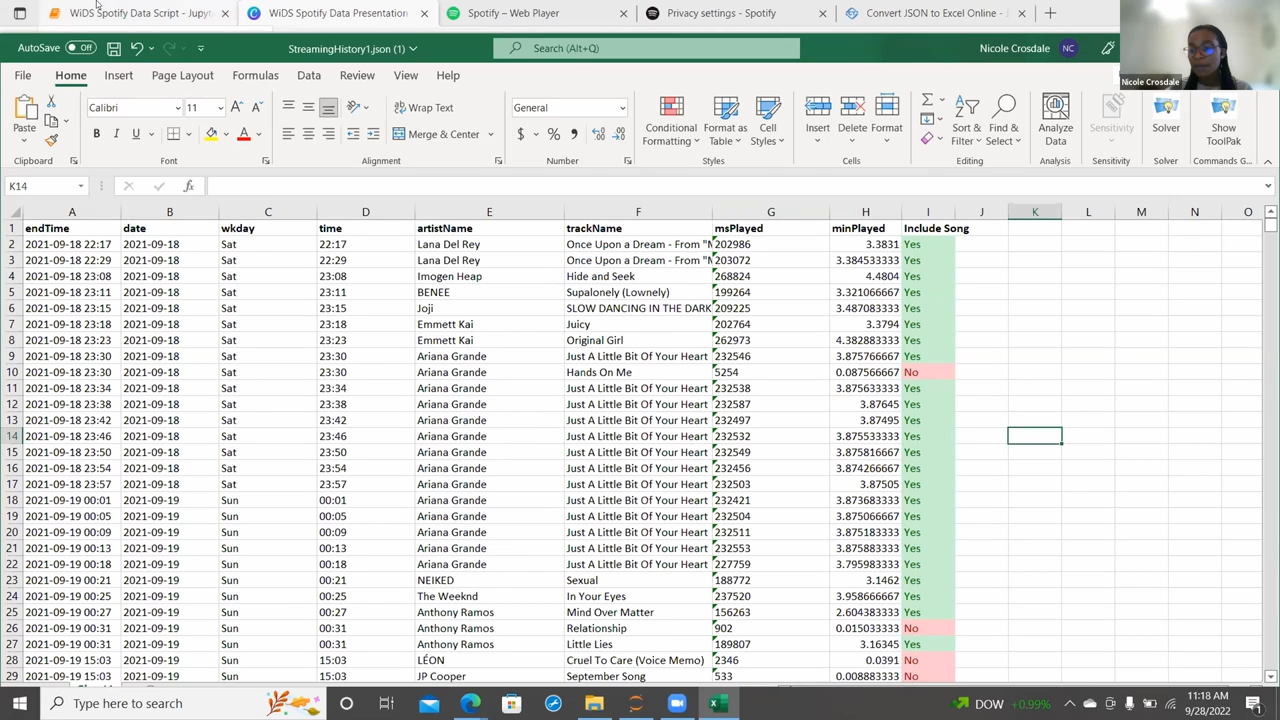 WiDS Spotify Data Script - Jupyt
WiDS Spotify Data Presentation
Spotify – Web Player
Privacy settings - Spotify
Convert JSON to Excel Online -
AutoSave Off
StreamingHistory1.json (1)
Search (Alt+Q)
Nicole Crosdale NC
Nicole Crosdale
File Home Insert Page Layout Formulas Data Review View Help
Paste
Calibri 11
B I U
Wrap Text
Merge & Center
General
$ % 9
Conditional Formatting
Format as Table
Cell Styles
Insert Delete Format
Sort & Filter
Find & Select
Analyze Data
Sensitivity
Solver
Show ToolPak
Clipboard Font Alignment Number Styles Cells Editing Analysis Sensitivity Solver Commands G...
K14 fx
A B C D E F G H I J K L M N O
1 endTime date wkday time artistName trackName msPlayed minPlayed Include Song
2 2021-09-18 22:17 2021-09-18 Sat 22:17 Lana Del Rey Once Upon a Dream - From "M 202986 3.3831 Yes
3 2021-09-18 22:29 2021-09-18 Sat 22:29 Lana Del Rey Once Upon a Dream - From "M 203072 3.384533333 Yes
4 2021-09-18 23:08 2021-09-18 Sat 23:08 Imogen Heap Hide and Seek 268824 4.4804 Yes
5 2021-09-18 23:11 2021-09-18 Sat 23:11 BENEE Supalonely (Lownely) 199264 3.321066667 Yes
6 2021-09-18 23:15 2021-09-18 Sat 23:15 Joji SLOW DANCING IN THE DARK 209225 3.487083333 Yes
7 2021-09-18 23:18 2021-09-18 Sat 23:18 Emmett Kai Juicy 202764 3.3794 Yes
8 2021-09-18 23:23 2021-09-18 Sat 23:23 Emmett Kai Original Girl 262973 4.382883333 Yes
9 2021-09-18 23:30 2021-09-18 Sat 23:30 Ariana Grande Just A Little Bit Of Your Heart 232546 3.875766667 Yes
10 2021-09-18 23:30 2021-09-18 Sat 23:30 Ariana Grande Hands On Me 5254 0.087566667 No
11 2021-09-18 23:34 2021-09-18 Sat 23:34 Ariana Grande Just A Little Bit Of Your Heart 232538 3.875633333 Yes
12 2021-09-18 23:38 2021-09-18 Sat 23:38 Ariana Grande Just A Little Bit Of Your Heart 232587 3.87645 Yes
13 2021-09-18 23:42 2021-09-18 Sat 23:42 Ariana Grande Just A Little Bit Of Your Heart 232497 3.87495 Yes
14 2021-09-18 23:46 2021-09-18 Sat 23:46 Ariana Grande Just A Little Bit Of Your Heart 232532 3.875533333 Yes
15 2021-09-18 23:50 2021-09-18 Sat 23:50 Ariana Grande Just A Little Bit Of Your Heart 232549 3.875816667 Yes
16 2021-09-18 23:54 2021-09-18 Sat 23:54 Ariana Grande Just A Little Bit Of Your Heart 232456 3.874266667 Yes
17 2021-09-18 23:57 2021-09-18 Sat 23:57 Ariana Grande Just A Little Bit Of Your Heart 232503 3.87505 Yes
18 2021-09-19 00:01 2021-09-19 Sun 00:01 Ariana Grande Just A Little Bit Of Your Heart 232421 3.873683333 Yes
19 2021-09-19 00:05 2021-09-19 Sun 00:05 Ariana Grande Just A Little Bit Of Your Heart 232504 3.875066667 Yes
20 2021-09-19 00:09 2021-09-19 Sun 00:09 Ariana Grande Just A Little Bit Of Your Heart 232511 3.875183333 Yes
21 2021-09-19 00:13 2021-09-19 Sun 00:13 Ariana Grande Just A Little Bit Of Your Heart 232553 3.875883333 Yes
22 2021-09-19 00:18 2021-09-19 Sun 00:18 Ariana Grande Just A Little Bit Of Your Heart 227759 3.795983333 Yes
23 2021-09-19 00:21 2021-09-19 Sun 00:21 NEIKED Sexual 188772 3.1462 Yes
24 2021-09-19 00:25 2021-09-19 Sun 00:25 The Weeknd In Your Eyes 237520 3.958666667 Yes
25 2021-09-19 00:27 2021-09-19 Sun 00:27 Anthony Ramos Mind Over Matter 156263 2.604383333 Yes
26 2021-09-19 00:31 2021-09-19 Sun 00:31 Anthony Ramos Relationship 902 0.015033333 No
27 2021-09-19 00:31 2021-09-19 Sun 00:31 Anthony Ramos Little Lies 189807 3.16345 Yes
28 2021-09-19 15:03 2021-09-19 Sun 15:03 LÉON Cruel To Care (Voice Memo) 2346 0.0391 No
29 2021-09-19 15:03 2021-09-19 Sun 15:03 JP Cooper September Song 533 0.008883333 No
Type here to search
DOW +0.99%
11:18 AM
9/28/2022